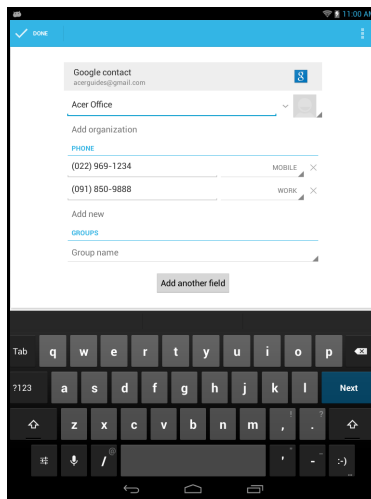 11:00 AM
DONE
Google contact
acerguides@gmail.com
8
Acer Office
Add organization
PHONE
(022) 969-1234 MOBILE
(091) 850-9888 WORK
Add new
GROUPS
Group name
Add another field
Tab q w e r t y u i o p
?123 a s d f g h j k l Next
z x c v b n m , ! . ?
/ @ ' " - _ :-)